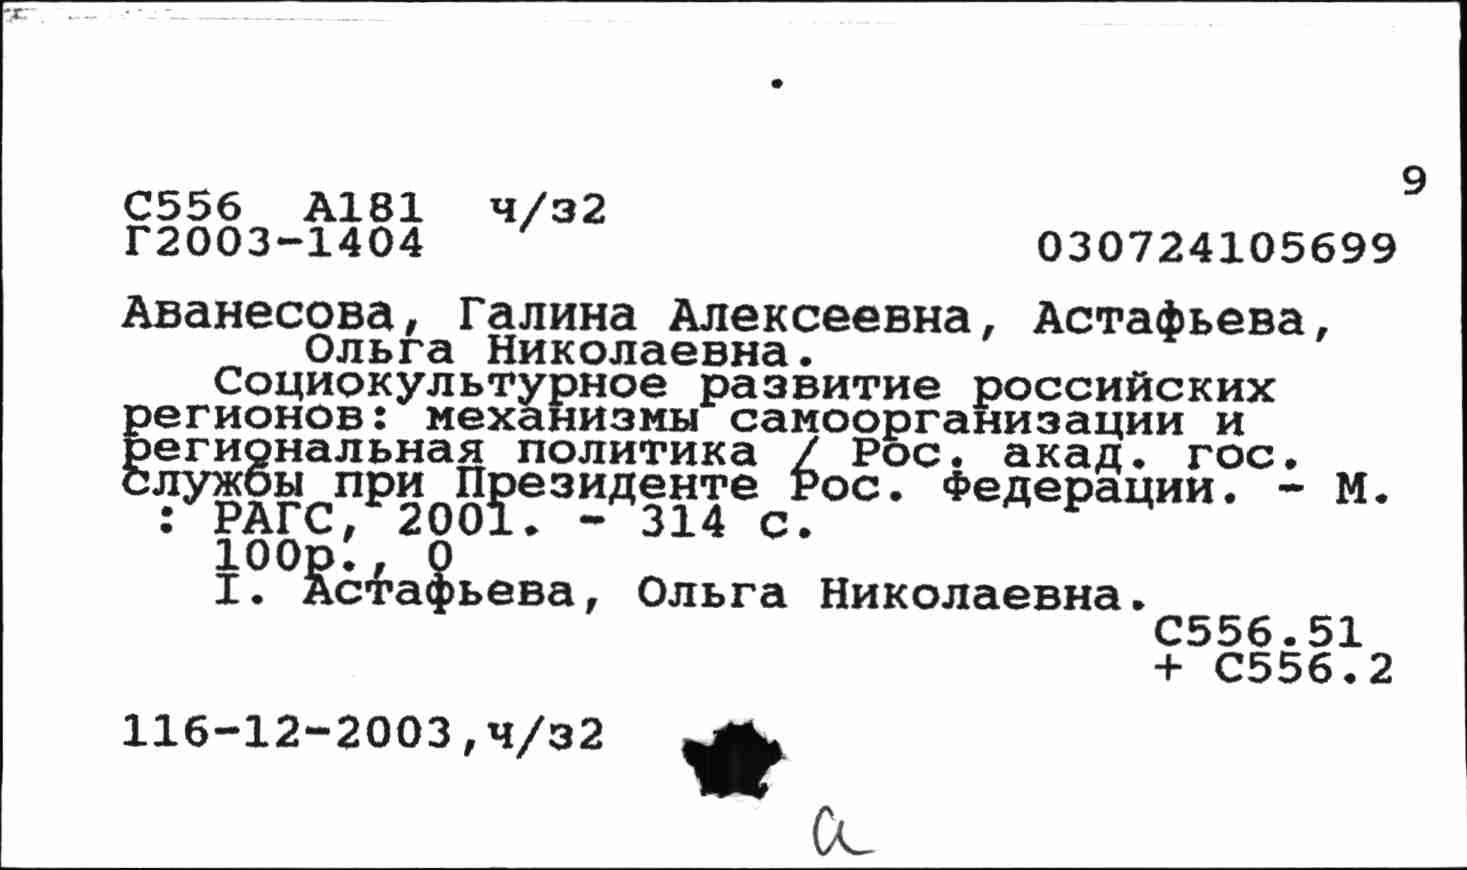 9
С556  А181  ч/з2
Г2003-1404 030724105699
Аванесова, Галина Алексеевна, Астафьева,
Ольга Николаевна.
Социокультурное развитие российских
регионов: механизмы самоорганизации и
региональная политика / Рос. акад. гос.
службы при Президенте Рос. Федерации. - М.
: РАГС, 2001. - 314 с.
100р., 0
I. Астафьева, Ольга Николаевна.
С556.51
+ С556.2
116-12-2003,ч/з2
а